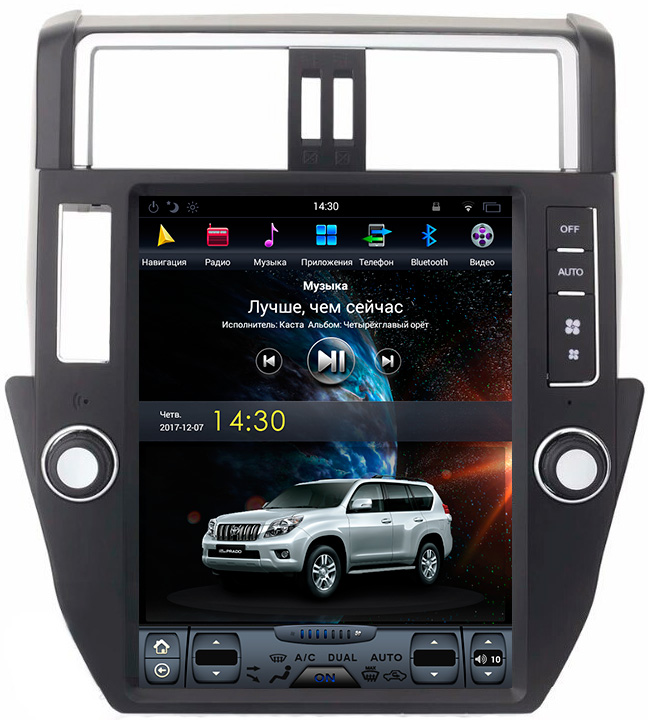 14:30
OFF
Навигация Радио Музыка Приложения Телефон Bluetooth Видео
AUTO
Музыка
Лучше, чем сейчас
Исполнитель: Каста Альбом: Четырёхглавый орёт
Четв.
2017-12-07
14:30
PRADO
A/C DUAL AUTO
MAX
10
ON